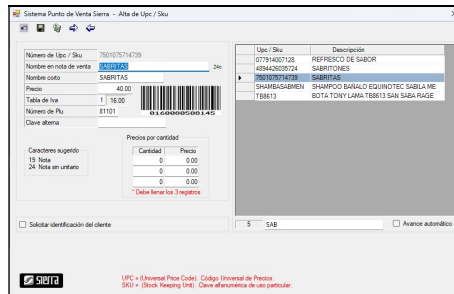 Sistema Punto de Venta Sierra - Alta de Upc / Sku
Número de Upc / Sku 7501075714739
Nombre en nota de venta SABRITAS 24c
Nombre corto SABRITAS
Precio 40.00
Tabla de Iva 1 16.00
Número de Plu 81101
Clave alterna
0160000500145
Caracteres sugerido
19 Nota
24 Nota sin unitario
Precios por cantidad
Cantidad Precio
0 0.00
0 0.00
0 0.00
* Debe llenar los 3 registros
Solicitar identificación del cliente
Upc / Sku Descripción
077914007128 REFRESCO DE SABOR
4894426035724 SABRITONES
7501075714739 SABRITAS
SHAMBASABMEN SHAMPOO BAÑALO EQUINOTEC SABILA ME
TB8613 BOTA TONY LAMA TB8613 SAN SABA RAGE
5 SAB Avance automático
sierra
UPC = (Universal Price Code). Código Universal de Precios.
SKU = (Stock Keeping Unit). Clave alfanumérica de uso particular.